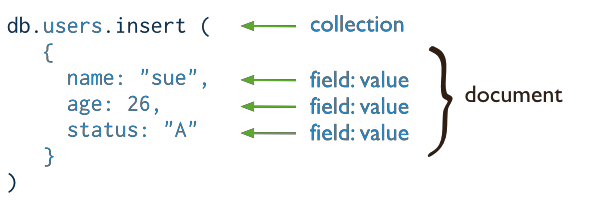 db.users.insert ( collection
{
name: "sue", field: value
age: 26, field: value document
status: "A" field: value
}
)